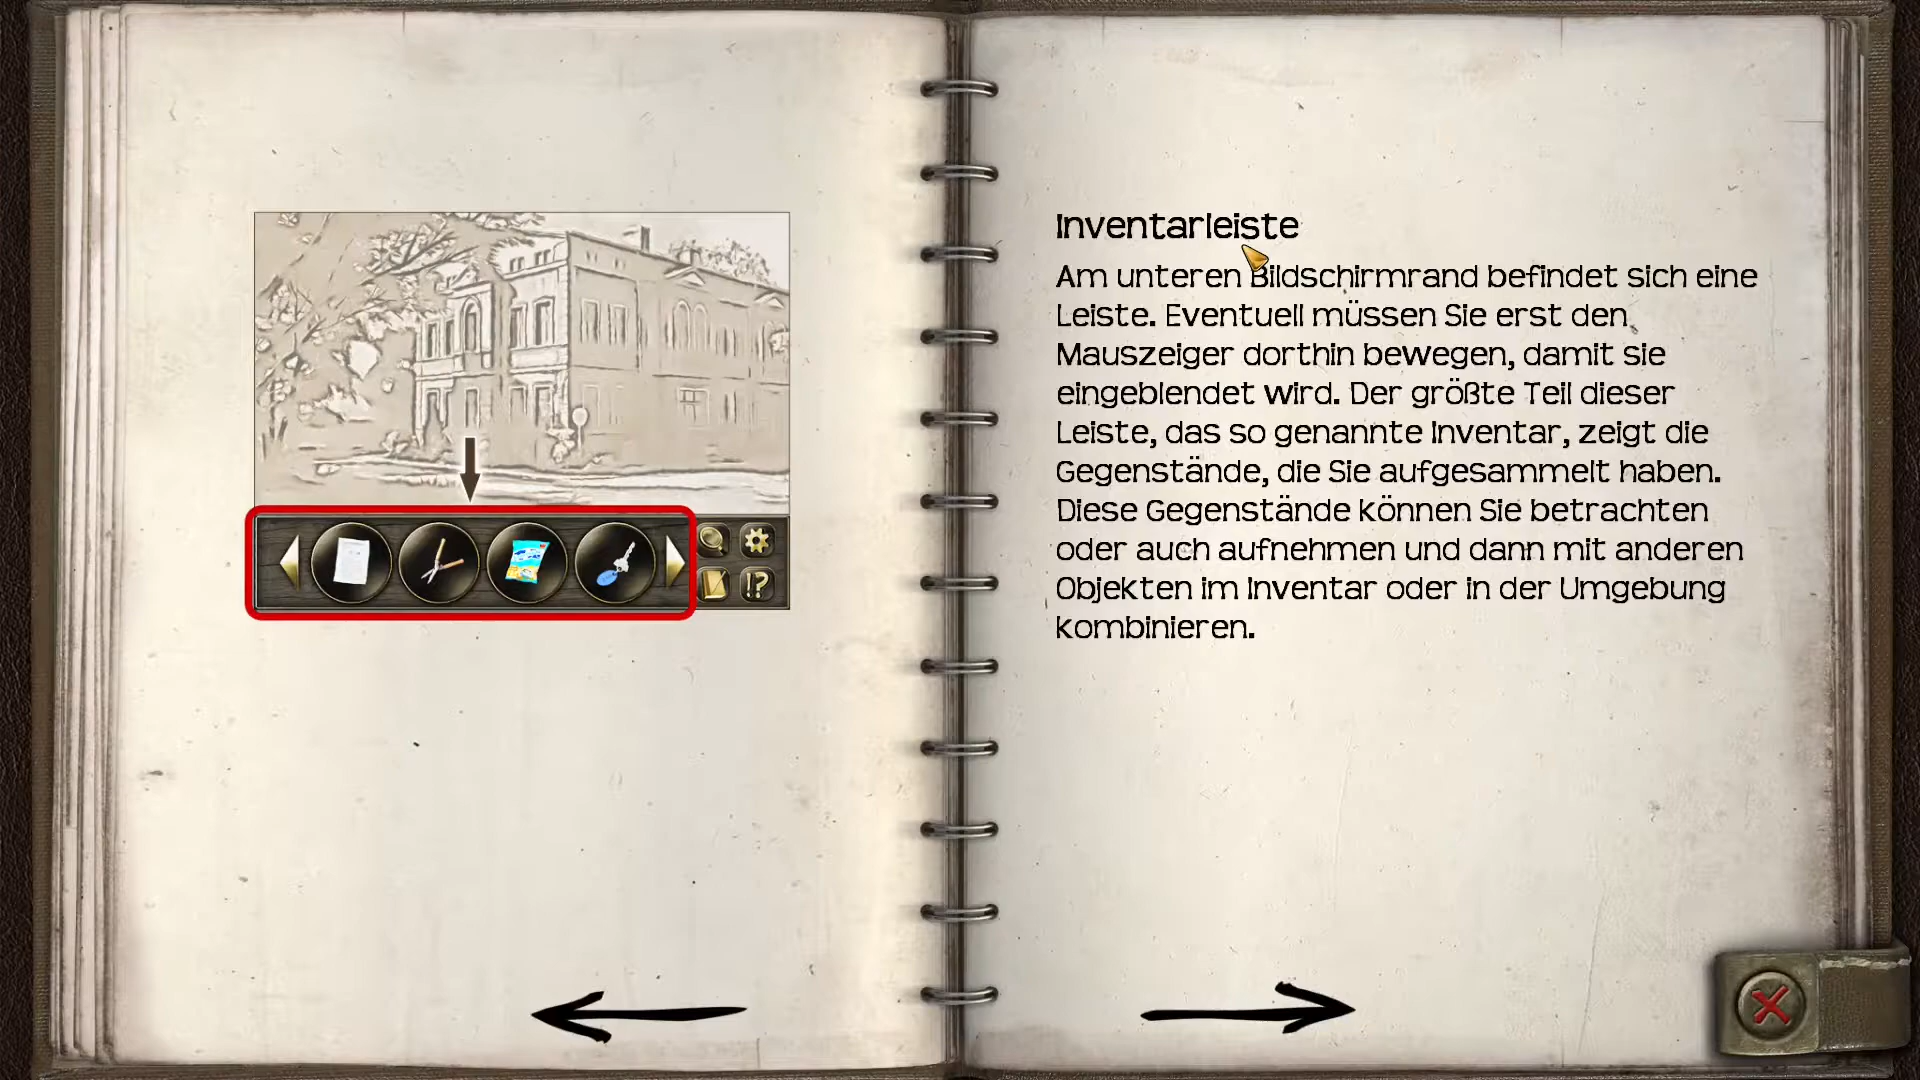 Inventarleiste
Am unteren Bildschirmrand befindet sich eine
Leiste. Eventuell müssen Sie erst den
Mauszeiger dorthin bewegen, damit sie
eingeblendet wird. Der größte Teil dieser
Leiste, das so genannte Inventar, zeigt die
Gegenstände, die Sie aufgesammelt haben.
Diese Gegenstände können Sie betrachten
oder auch aufnehmen und dann mit anderen
Objekten im Inventar oder in der Umgebung
kombinieren.
!?